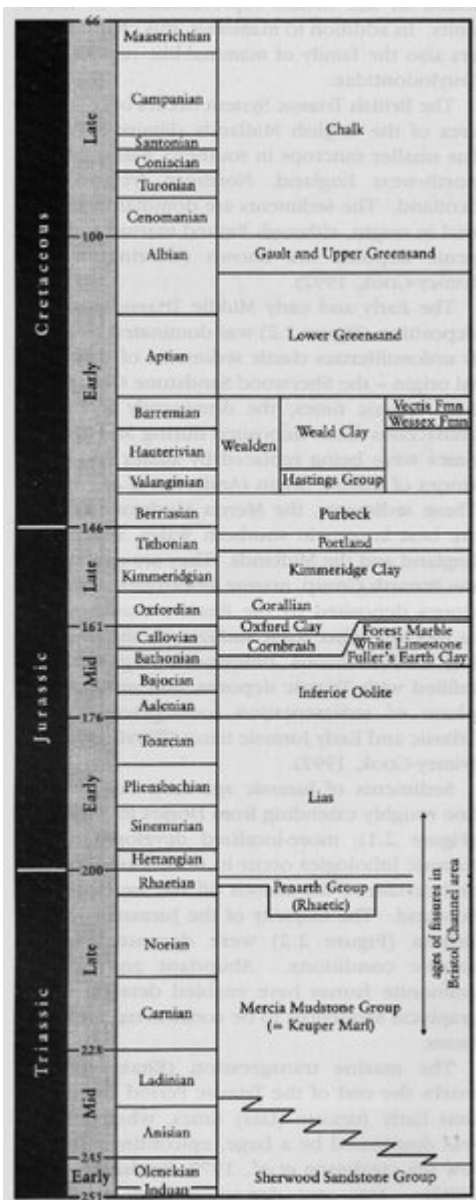 66
Maastrichtian
Campanian
Chalk
Santonian
Coniacian
Turonian
Cenomanian
Late
100
Albian
Gault and Upper Greensand
Cretaceous
Lower Greensand
Aptian
Early
Barremian
Vectis Fmn
Wessex Fmn
Weald Clay
Hauterivian
Wealden
Valanginian
Hastings Group
Berriasian
Purbeck
146
Tithonian
Portland
Kimmeridgian
Kimmeridge Clay
Late
Oxfordian
Corallian
161
Oxford Clay
Forest Marble
Callovian
White Limestone
Cornbrash
Bathonian
Fuller's Earth Clay
Mid
Bajocian
Inferior Oolite
Aalenian
176
Jurassic
Toarcian
Pliensbachian
Lias
Early
Sinemurian
Hettangian
200
Rhaetian
Penarth Group
(Rhaetic)
ages of fissures in
Bristol Channel area
Norian
Late
Carnian
Mercia Mudstone Group
(= Keuper Marl)
Triassic
228
Ladinian
Mid
Anisian
245
Early
Olenekian
Sherwood Sandstone Group
Induan
251